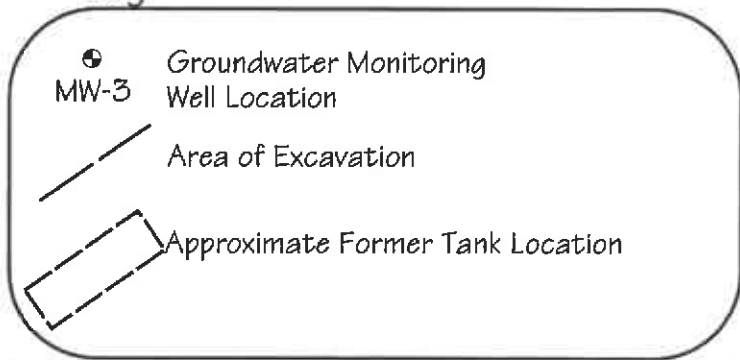 MW-3
Groundwater Monitoring
Well Location
Area of Excavation
Approximate Former Tank Location